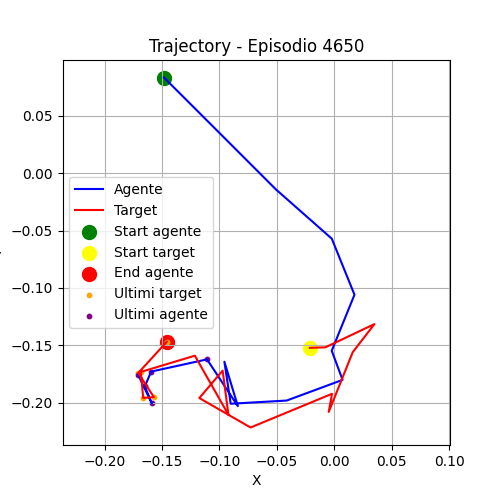 Trajectory - Episodio 4650
0.05
0.00
−0.05
−0.10
−0.15
−0.20
Agente
Target
Start agente
Start target
End agente
Ultimi target
Ultimi agente
−0.20
−0.15
−0.10
−0.05
0.00
0.05
0.10
X